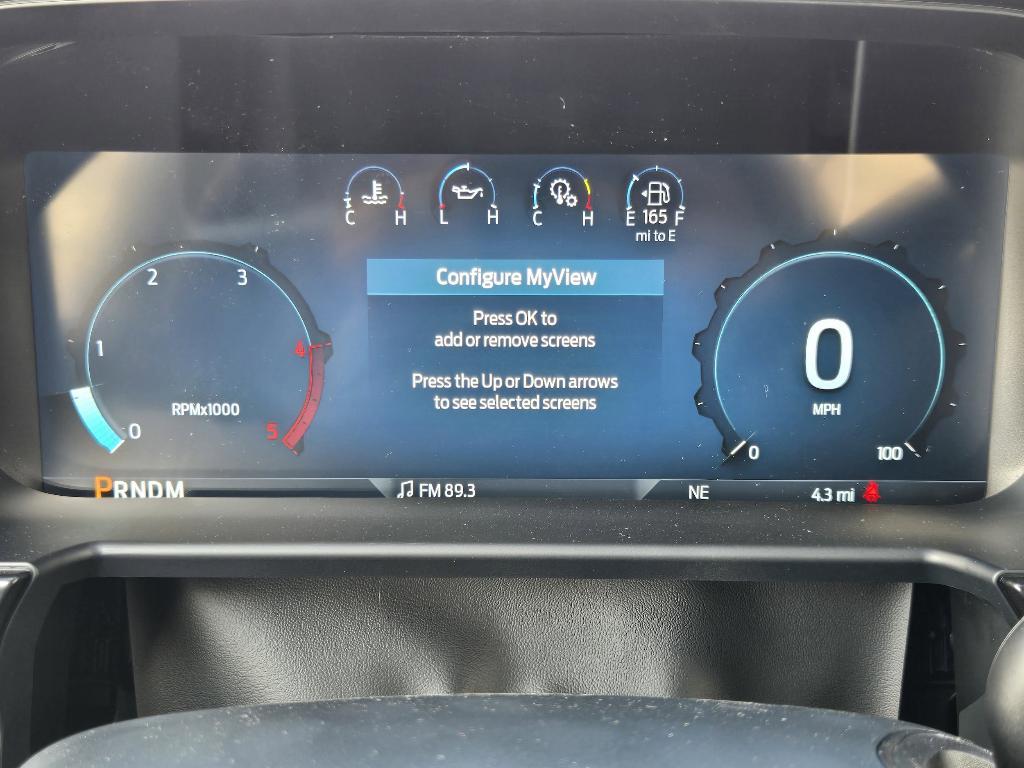 C H
L H
C H
E 165 F
mi to E
Configure MyView
Press OK to
add or remove screens
Press the Up or Down arrows
to see selected screens
0 1 2 3 4 5
RPMx1000
0
MPH
0 100
PRNDM
FM 89.3
NE
4.3 mi